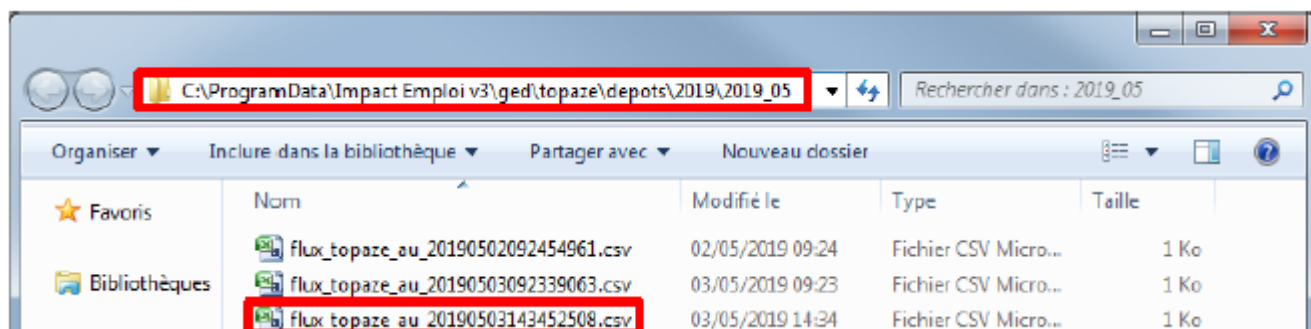 C:\ProgramData\Impact Emploi v3\ged\topaze\depots\2019\2019_05 Rechercher dans : 2019_05
Organiser Inclure dans la bibliothèque Partager avec Nouveau dossier
Favoris Nom Modifié le Type Taille
flux_topaze_au_20190502092454961.csv 02/05/2019 09:24 Fichier CSV Micro... 1 Ko
Bibliothèques flux_topaze_au_20190503092339063.csv 03/05/2019 09:23 Fichier CSV Micro... 1 Ko
flux_topaze_au_20190503143452508.csv 03/05/2019 14:34 Fichier CSV Micro... 1 Ko